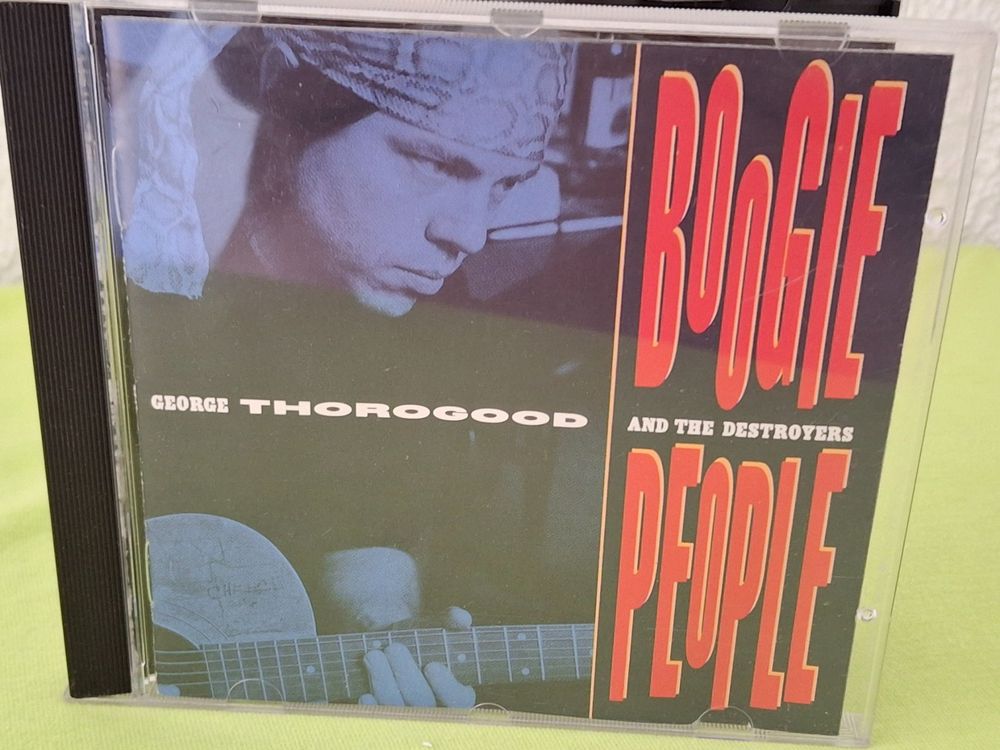 BOOGIE
GEORGE THOROGOOD
AND THE DESTROYERS
PEOPLE